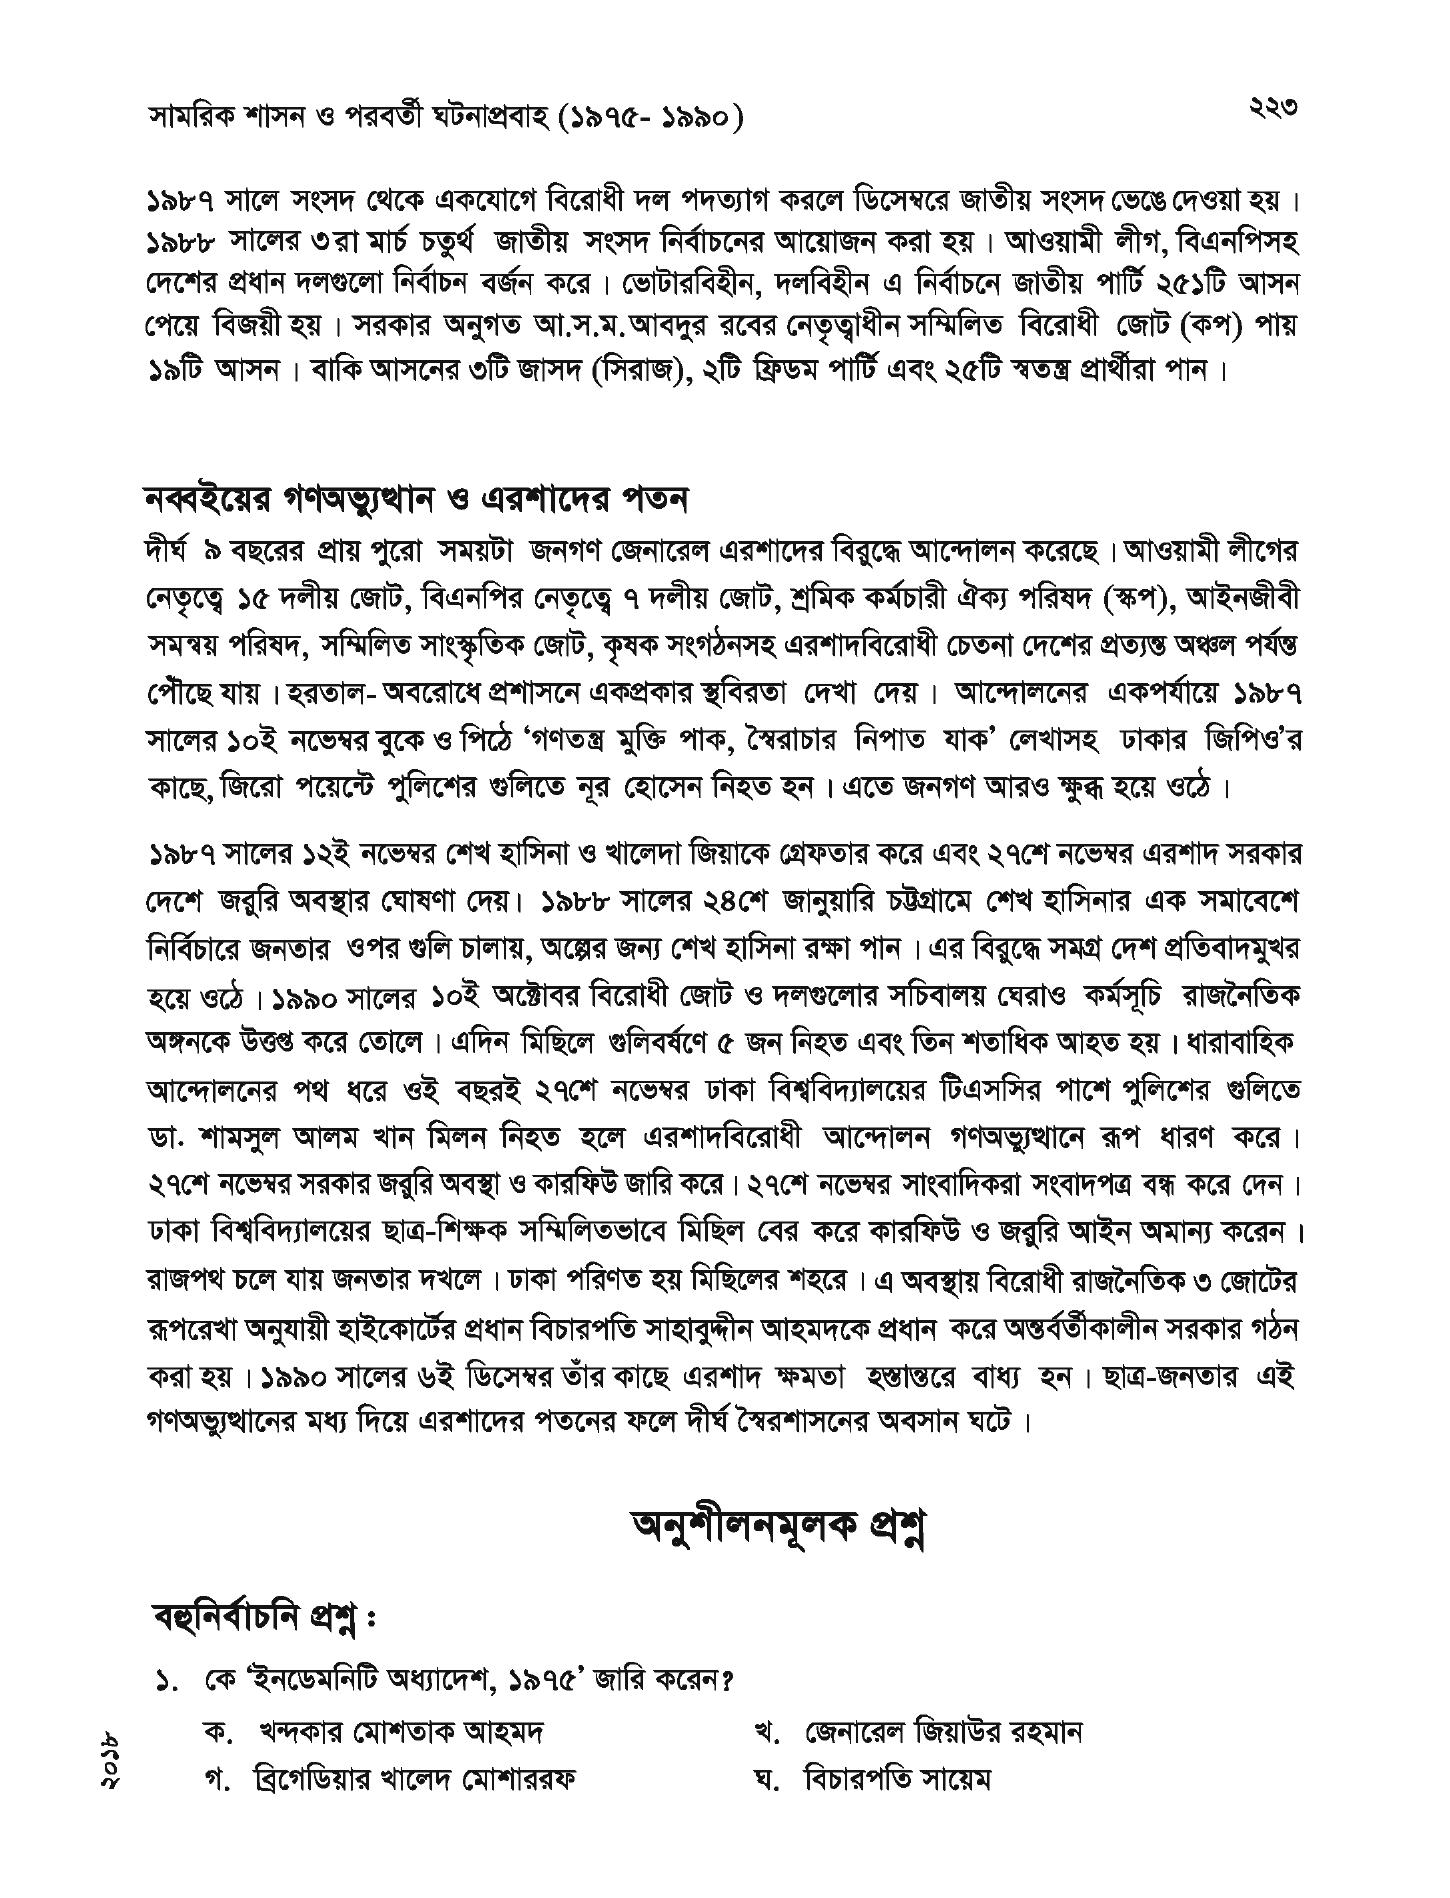 সামরিক শাসন ও পরবর্তী ঘটনাপ্রবাহ (১৯৭৫- ১৯৯০)
২২৩
১৯৮৭ সালে সংসদ থেকে একযোগে বিরোধী দল পদত্যাগ করলে ডিসেম্বরে জাতীয় সংসদ ভেঙে দেওয়া হয়।
১৯৮৮ সালের ৩রা মার্চ চতুর্থ জাতীয় সংসদ নির্বাচনের আয়োজন করা হয়। আওয়ামী লীগ, বিএনপিসহ
দেশের প্রধান দলগুলো নির্বাচন বর্জন করে। ভোটারবিহীন, দলবিহীন এ নির্বাচনে জাতীয় পার্টি ২৫১টি আসন
পেয়ে বিজয়ী হয়। সরকার অনুগত আ.স.ম.আবদুর রবের নেতৃত্বাধীন সম্মিলিত বিরোধী জোট (কপ) পায়
১৯টি আসন। বাকি আসনের ৩টি জাসদ (সিরাজ), ২টি ফ্রিডম পার্টি এবং ২৫টি স্বতন্ত্র প্রার্থীরা পান।
নব্বইয়ের গণঅভ্যুত্থান ও এরশাদের পতন
দীর্ঘ ৯ বছরের প্রায় পুরো সময়টা জনগণ জেনারেল এরশাদের বিরুদ্ধে আন্দোলন করেছে। আওয়ামী লীগের
নেতৃত্বে ১৫ দলীয় জোট, বিএনপির নেতৃত্বে ৭ দলীয় জোট, শ্রমিক কর্মচারী ঐক্য পরিষদ (স্কপ), আইনজীবী
সমন্বয় পরিষদ, সম্মিলিত সাংস্কৃতিক জোট, কৃষক সংগঠনসহ এরশাদবিরোধী চেতনা দেশের প্রত্যন্ত অঞ্চল পর্যন্ত
পৌঁছে যায়। হরতাল- অবরোধে প্রশাসনে একপ্রকার স্থবিরতা দেখা দেয়। আন্দোলনের একপর্যায়ে ১৯৮৭
সালের ১০ই নভেম্বর বুকে ও পিঠে ‘গণতন্ত্র মুক্তি পাক, স্বৈরাচার নিপাত যাক’ লেখাসহ ঢাকার জিপিও’র
কাছে, জিরো পয়েন্টে পুলিশের গুলিতে নূর হোসেন নিহত হন। এতে জনগণ আরও ক্ষুব্ধ হয়ে ওঠে।
১৯৮৭ সালের ১২ই নভেম্বর শেখ হাসিনা ও খালেদা জিয়াকে গ্রেফতার করে এবং ২৭শে নভেম্বর এরশাদ সরকার
দেশে জরুরি অবস্থার ঘোষণা দেয়। ১৯৮৮ সালের ২৪শে জানুয়ারি চট্টগ্রামে শেখ হাসিনার এক সমাবেশে
নির্বিচারে জনতার ওপর গুলি চালায়, অল্পের জন্য শেখ হাসিনা রক্ষা পান। এর বিরুদ্ধে সমগ্র দেশ প্রতিবাদমুখর
হয়ে ওঠে। ১৯৯০ সালের ১০ই অক্টোবর বিরোধী জোট ও দলগুলোর সচিবালয় ঘেরাও কর্মসূচি রাজনৈতিক
অঙ্গনকে উত্তপ্ত করে তোলে। এদিন মিছিলে গুলিবর্ষণে ৫ জন নিহত এবং তিন শতাধিক আহত হয়। ধারাবাহিক
আন্দোলনের পথ ধরে ওই বছরই ২৭শে নভেম্বর ঢাকা বিশ্ববিদ্যালয়ের টিএসসির পাশে পুলিশের গুলিতে
ডা. শামসুল আলম খান মিলন নিহত হলে এরশাদবিরোধী আন্দোলন গণঅভ্যুত্থানে রূপ ধারণ করে।
২৭শে নভেম্বর সরকার জরুরি অবস্থা ও কারফিউ জারি করে। ২৭শে নভেম্বর সাংবাদিকরা সংবাদপত্র বন্ধ করে দেন।
ঢাকা বিশ্ববিদ্যালয়ের ছাত্র-শিক্ষক সম্মিলিতভাবে মিছিল বের করে কারফিউ ও জরুরি আইন অমান্য করেন।
রাজপথ চলে যায় জনতার দখলে। ঢাকা পরিণত হয় মিছিলের শহরে। এ অবস্থায় বিরোধী রাজনৈতিক ৩ জোটের
রূপরেখা অনুযায়ী হাইকোর্টের প্রধান বিচারপতি সাহাবুদ্দীন আহমদকে প্রধান করে অন্তর্বর্তীকালীন সরকার গঠন
করা হয়। ১৯৯০ সালের ৬ই ডিসেম্বর তাঁর কাছে এরশাদ ক্ষমতা হস্তান্তরে বাধ্য হন। ছাত্র-জনতার এই
গণঅভ্যুত্থানের মধ্য দিয়ে এরশাদের পতনের ফলে দীর্ঘ স্বৈরশাসনের অবসান ঘটে।
অনুশীলনমূলক প্রশ্ন
বহুনির্বাচনি প্রশ্ন :
১. কে ‘ইনডেমনিটি অধ্যাদেশ, ১৯৭৫’ জারি করেন?
ক. খন্দকার মোশতাক আহমদ খ. জেনারেল জিয়াউর রহমান
গ. ব্রিগেডিয়ার খালেদ মোশাররফ ঘ. বিচারপতি সায়েম
২০১৮